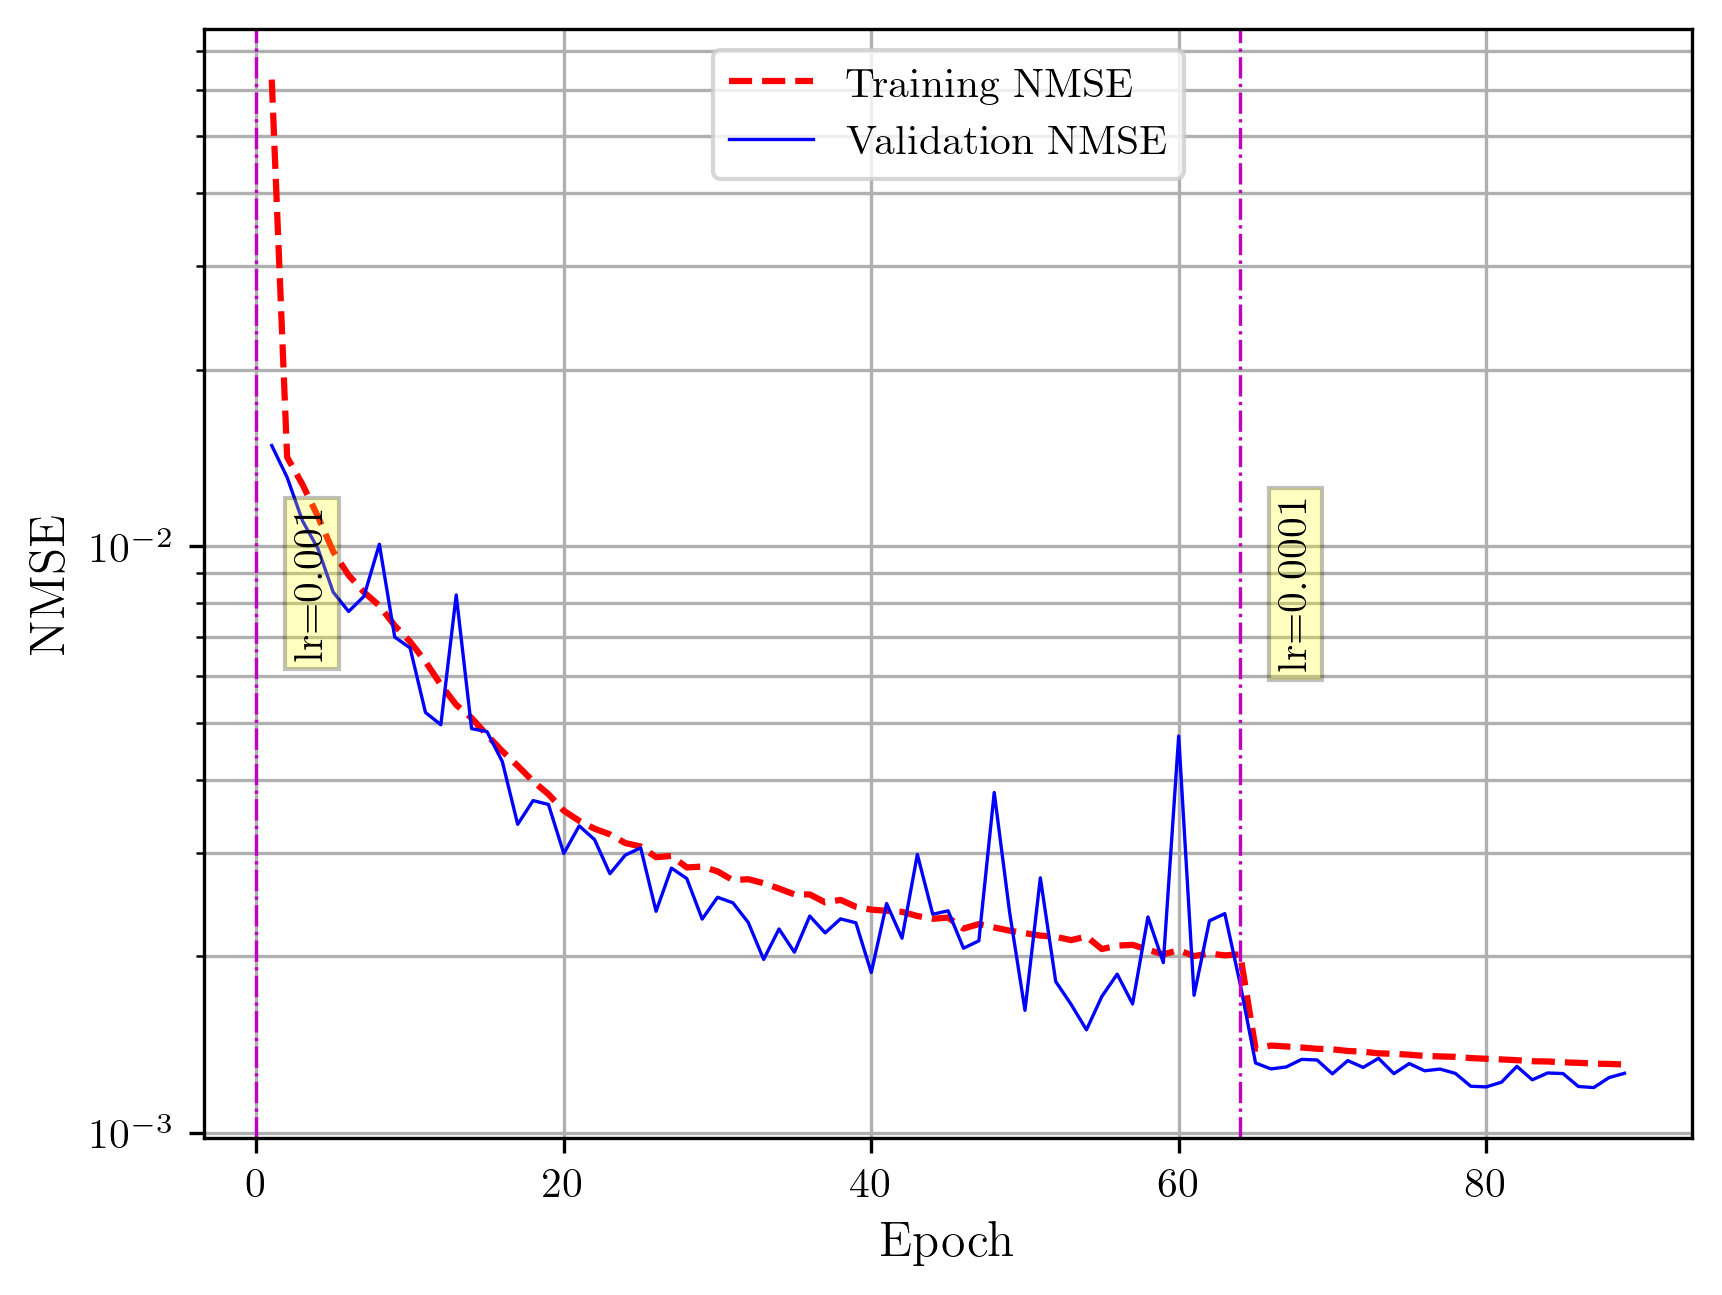 Training NMSE
Validation NMSE
NMSE
10⁻²
10⁻³
lr=0.001
lr=0.0001
0 20 40 60 80
Epoch